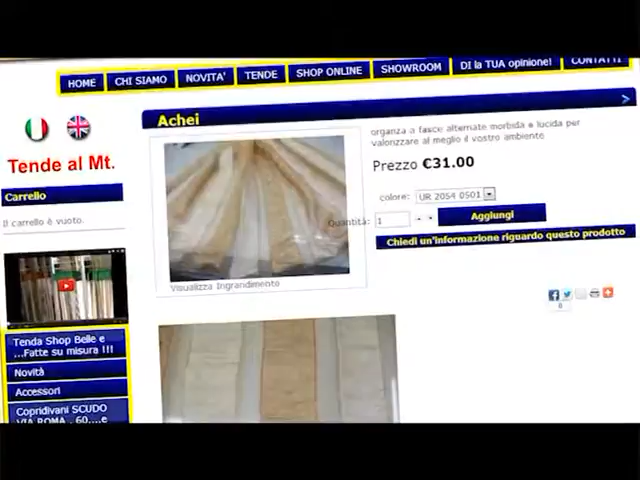 HOME
CHI SIAMO
NOVITA'
TENDE
SHOP ONLINE
SHOWROOM
DI la TUA opinione!
CONTATTI
Achei
Tende al Mt.
Carrello
Il carrello è vuoto.
organza a fasce alternate morbida e lucida per
valorizzare al meglio il vostro ambiente
Prezzo €31.00
colore: UR 2054 0501
Quantità: 1
Aggiungi
Chiedi un'informazione riguardo questo prodotto
Visualizza Ingrandimento
0
Tenda Shop Belle e
...Fatte su misura !!!
Novità
Accessori
Copridivani SCUDO
VIA ROMA , 60....e